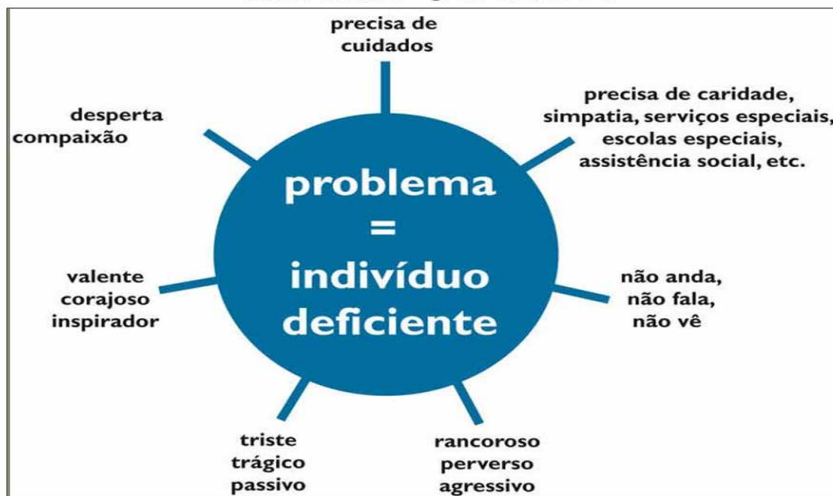 precisa de
cuidados
desperta
compaixão
precisa de caridade,
simpatia, serviços especiais,
escolas especiais,
assistência social, etc.
problema
=
indivíduo
deficiente
valente
corajoso
inspirador
não anda,
não fala,
não vê
triste
trágico
passivo
rancoroso
perverso
agressivo